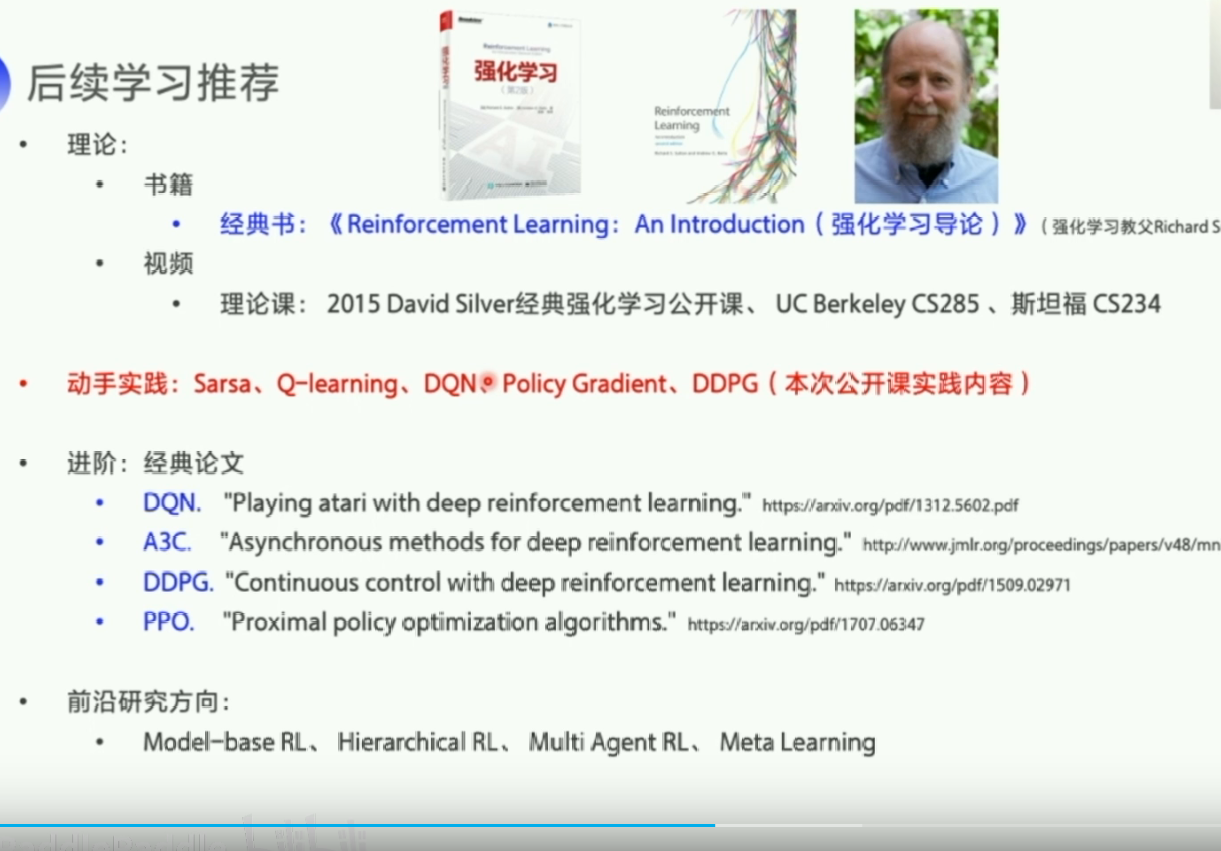 Reinforcement Learning
强化学习
（第2版）
Reinforcement
Learning
后续学习推荐
• 理论：
• 书籍
• 经典书：《Reinforcement Learning：An Introduction（强化学习导论）》（强化学习教父Richard S
• 视频
• 理论课： 2015 David Silver经典强化学习公开课、 UC Berkeley CS285 、斯坦福 CS234
• 动手实践：Sarsa、Q-learning、DQN、Policy Gradient、DDPG（本次公开课实践内容）
• 进阶：经典论文
• DQN. "Playing atari with deep reinforcement learning." https://arxiv.org/pdf/1312.5602.pdf
• A3C. "Asynchronous methods for deep reinforcement learning." http://www.jmlr.org/proceedings/papers/v48/mn
• DDPG. "Continuous control with deep reinforcement learning." https://arxiv.org/pdf/1509.02971
• PPO. "Proximal policy optimization algorithms." https://arxiv.org/pdf/1707.06347
• 前沿研究方向：
• Model-base RL、 Hierarchical RL、 Multi Agent RL、 Meta Learning